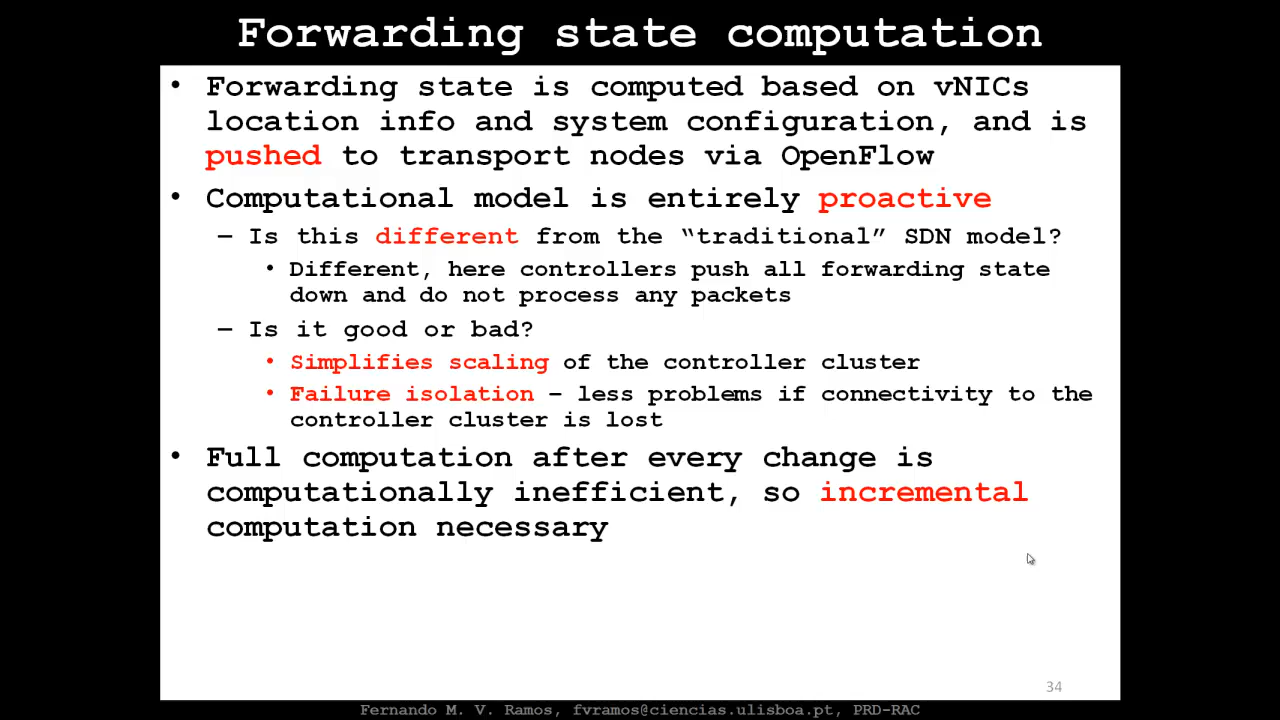 Forwarding state computation
• Forwarding state is computed based on vNICs
location info and system configuration, and is
pushed to transport nodes via OpenFlow
• Computational model is entirely proactive
– Is this different from the “traditional” SDN model?
• Different, here controllers push all forwarding state
down and do not process any packets
– Is it good or bad?
• Simplifies scaling of the controller cluster
• Failure isolation – less problems if connectivity to the
controller cluster is lost
• Full computation after every change is
computationally inefficient, so incremental
computation necessary
34
Fernando M. V. Ramos, fvramos@ciencias.ulisboa.pt, PRD-RAC